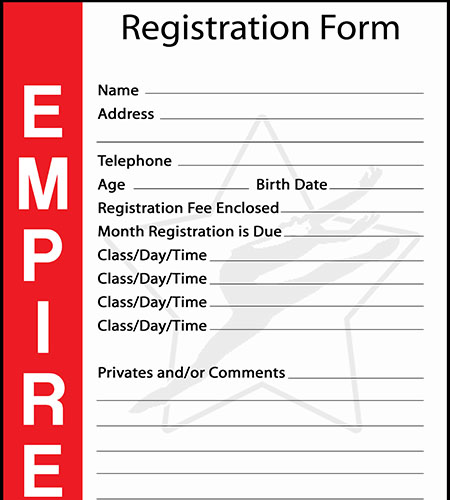 EMPIRE
Registration Form
Name
Address
Telephone
Age Birth Date
Registration Fee Enclosed
Month Registration is Due
Class/Day/Time
Class/Day/Time
Class/Day/Time
Class/Day/Time
Privates and/or Comments